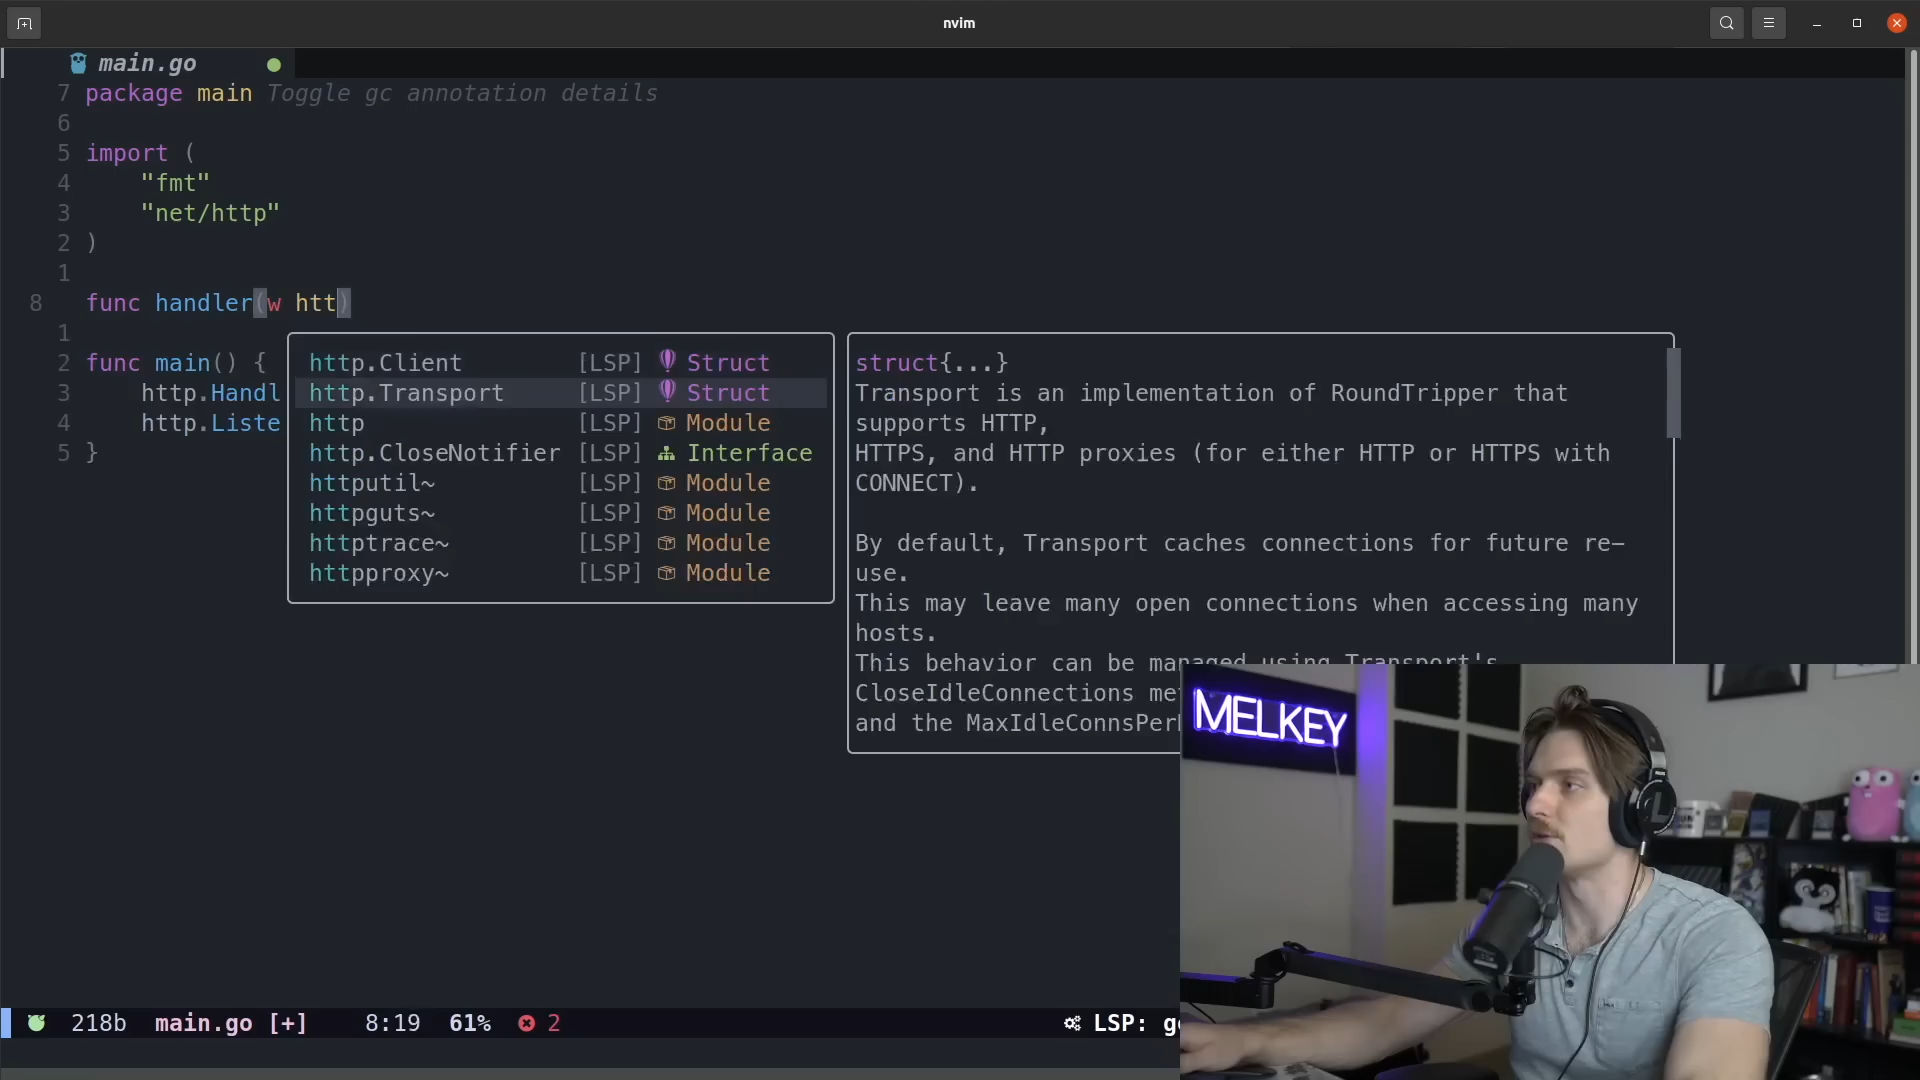 nvim
main.go
7 package main Toggle gc annotation details
6
5 import (
4 "fmt"
3 "net/http"
2 )
1
8 func handler(w htt)
1
2 func main() {
3 http.Handl
4 http.Liste
5 }
http.Client [LSP] Struct
http.Transport [LSP] Struct
http [LSP] Module
http.CloseNotifier [LSP] Interface
httputil~ [LSP] Module
httpguts~ [LSP] Module
httptrace~ [LSP] Module
httpproxy~ [LSP] Module
struct{...}
Transport is an implementation of RoundTripper that
supports HTTP,
HTTPS, and HTTP proxies (for either HTTP or HTTPS with
CONNECT).
By default, Transport caches connections for future re-
use.
This may leave many open connections when accessing many
hosts.
This behavior can be managed using Transport's
CloseIdleConnections me
and the MaxIdleConnsPer
MELKEY
218b main.go [+] 8:19 61% 2
LSP: g